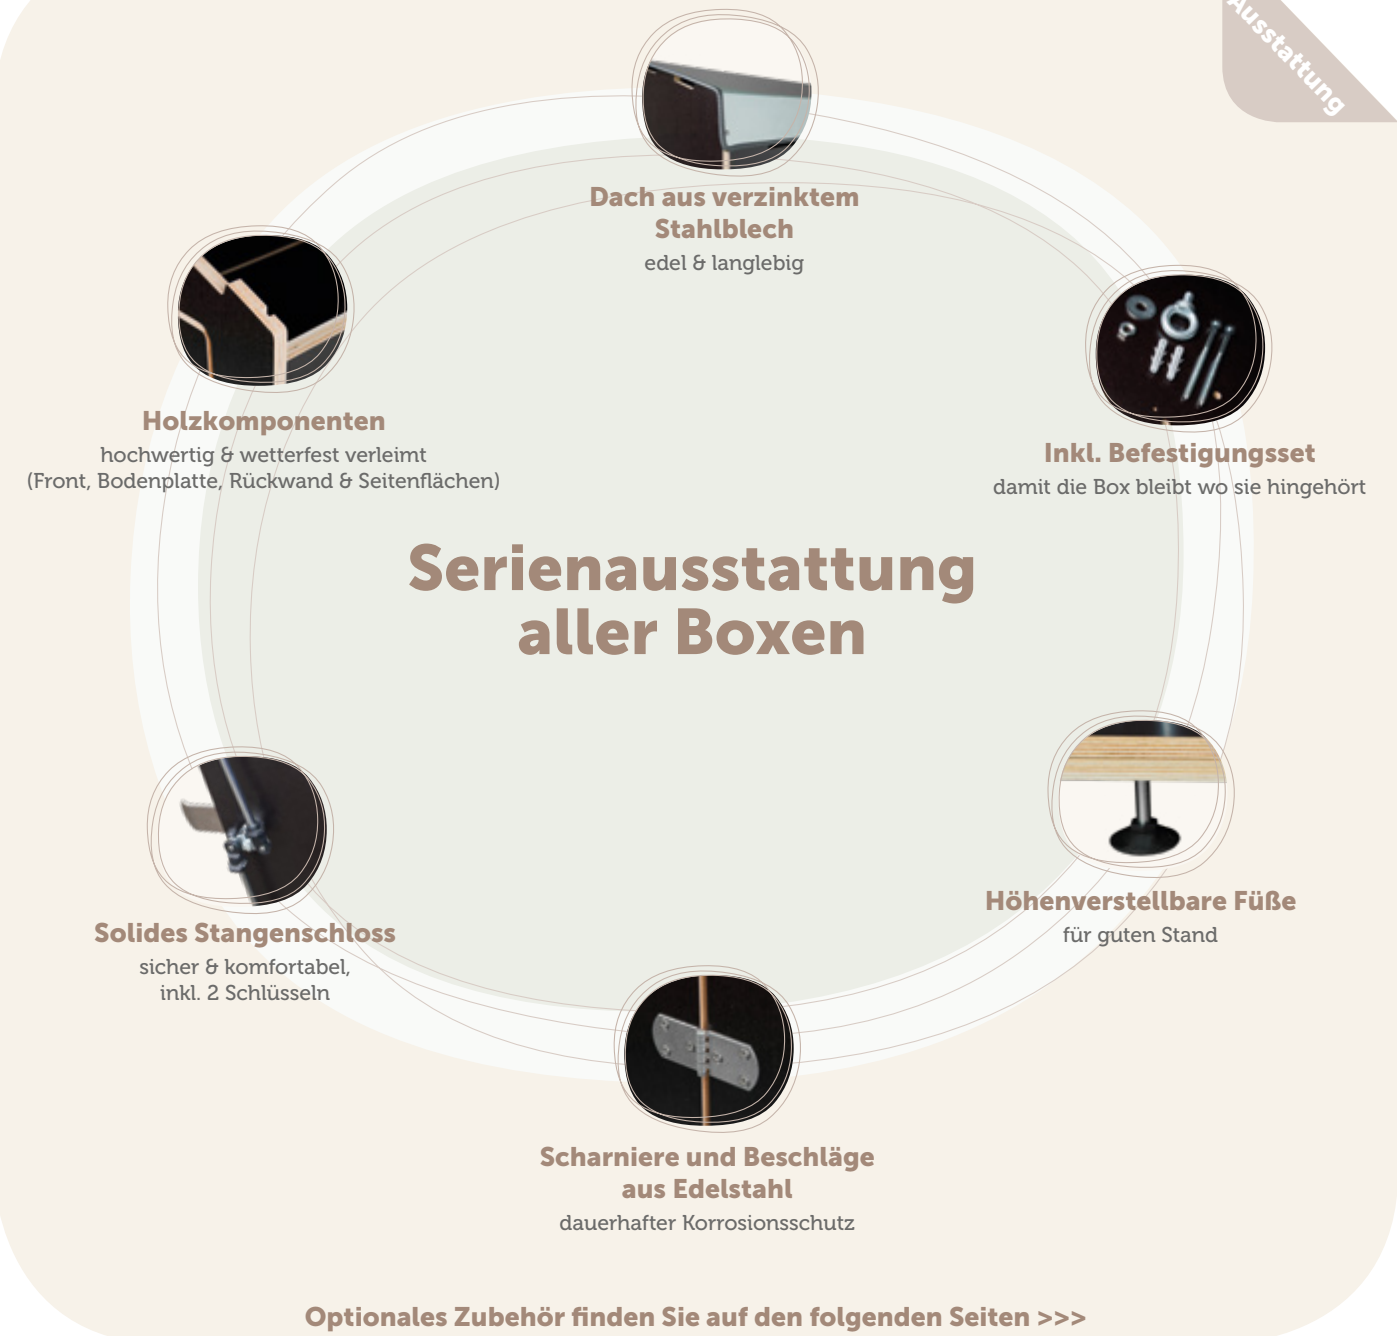 Ausstattung
Dach aus verzinktem
Stahlblech
edel & langlebig
Holzkomponenten
hochwertig & wetterfest verleimt
(Front, Bodenplatte, Rückwand & Seitenflächen)
Inkl. Befestigungsset
damit die Box bleibt wo sie hingehört
Serienausstattung
aller Boxen
Solides Stangenschloss
sicher & komfortabel,
inkl. 2 Schlüsseln
Höhenverstellbare Füße
für guten Stand
Scharniere und Beschläge
aus Edelstahl
dauerhafter Korrosionsschutz
Optionales Zubehör finden Sie auf den folgenden Seiten >>>